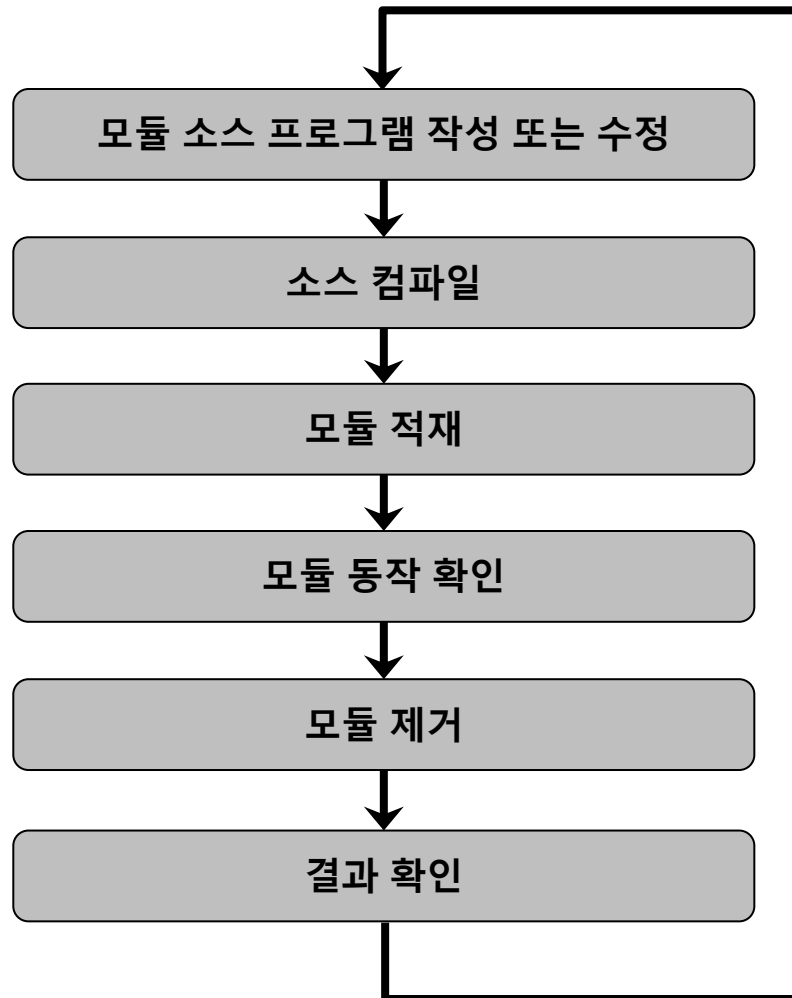 모듈 소스 프로그램 작성 또는 수정
소스 컴파일
모듈 적재
모듈 동작 확인
모듈 제거
결과 확인